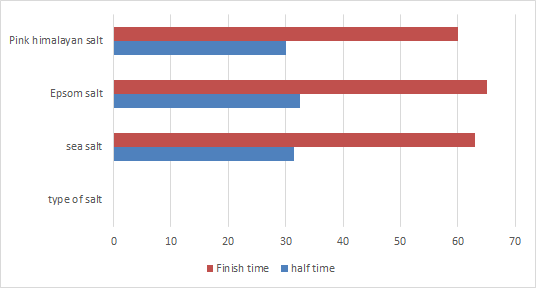 Pink himalayan salt
Epsom salt
sea salt
type of salt
0 10 20 30 40 50 60 70
Finish time half time